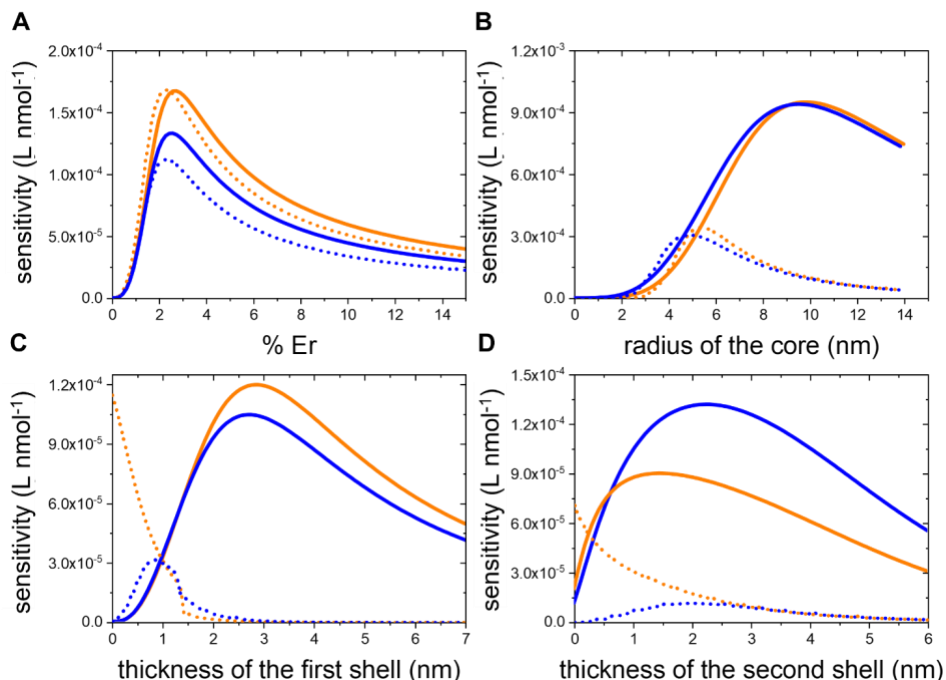 A
sensitivity (L nmol-1)
2.0x10-4
1.5x10-4
1.0x10-4
5.0x10-5
0.0
0 2 4 6 8 10 12 14
% Er
B
sensitivity (L nmol-1)
1.2x10-3
9.0x10-4
6.0x10-4
3.0x10-4
0.0
0 2 4 6 8 10 12 14
radius of the core (nm)
C
sensitivity (L nmol-1)
1.2x10-4
9.0x10-5
6.0x10-5
3.0x10-5
0.0
0 1 2 3 4 5 6 7
thickness of the first shell (nm)
D
sensitivity (L nmol-1)
1.5x10-4
1.2x10-4
9.0x10-5
6.0x10-5
3.0x10-5
0.0
0 1 2 3 4 5 6
thickness of the second shell (nm)